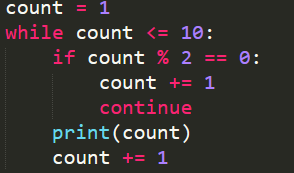 count = 1
while count <= 10:
    if count % 2 == 0:
        count += 1
        continue
    print(count)
    count += 1